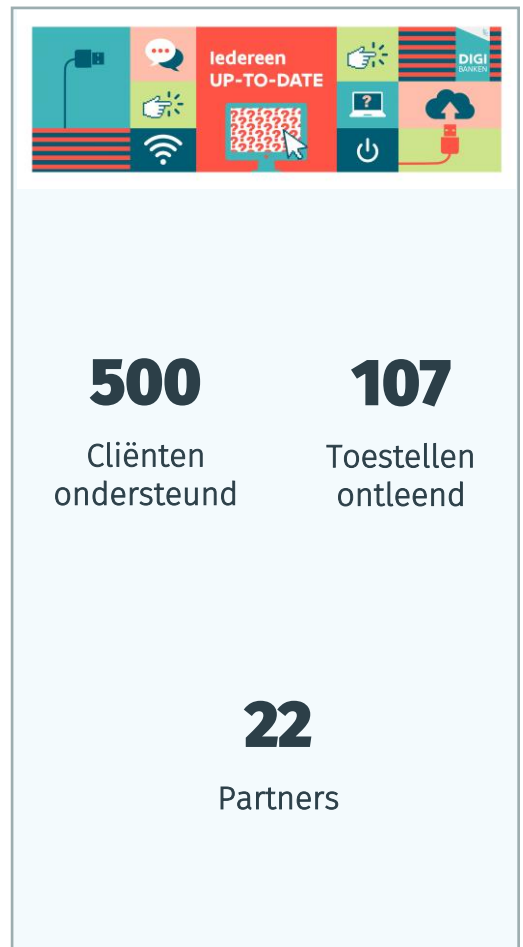 Iedereen
UP-TO-DATE
DIGI
BANKEN
500
Cliënten
ondersteund
107
Toestellen
ontleend
22
Partners